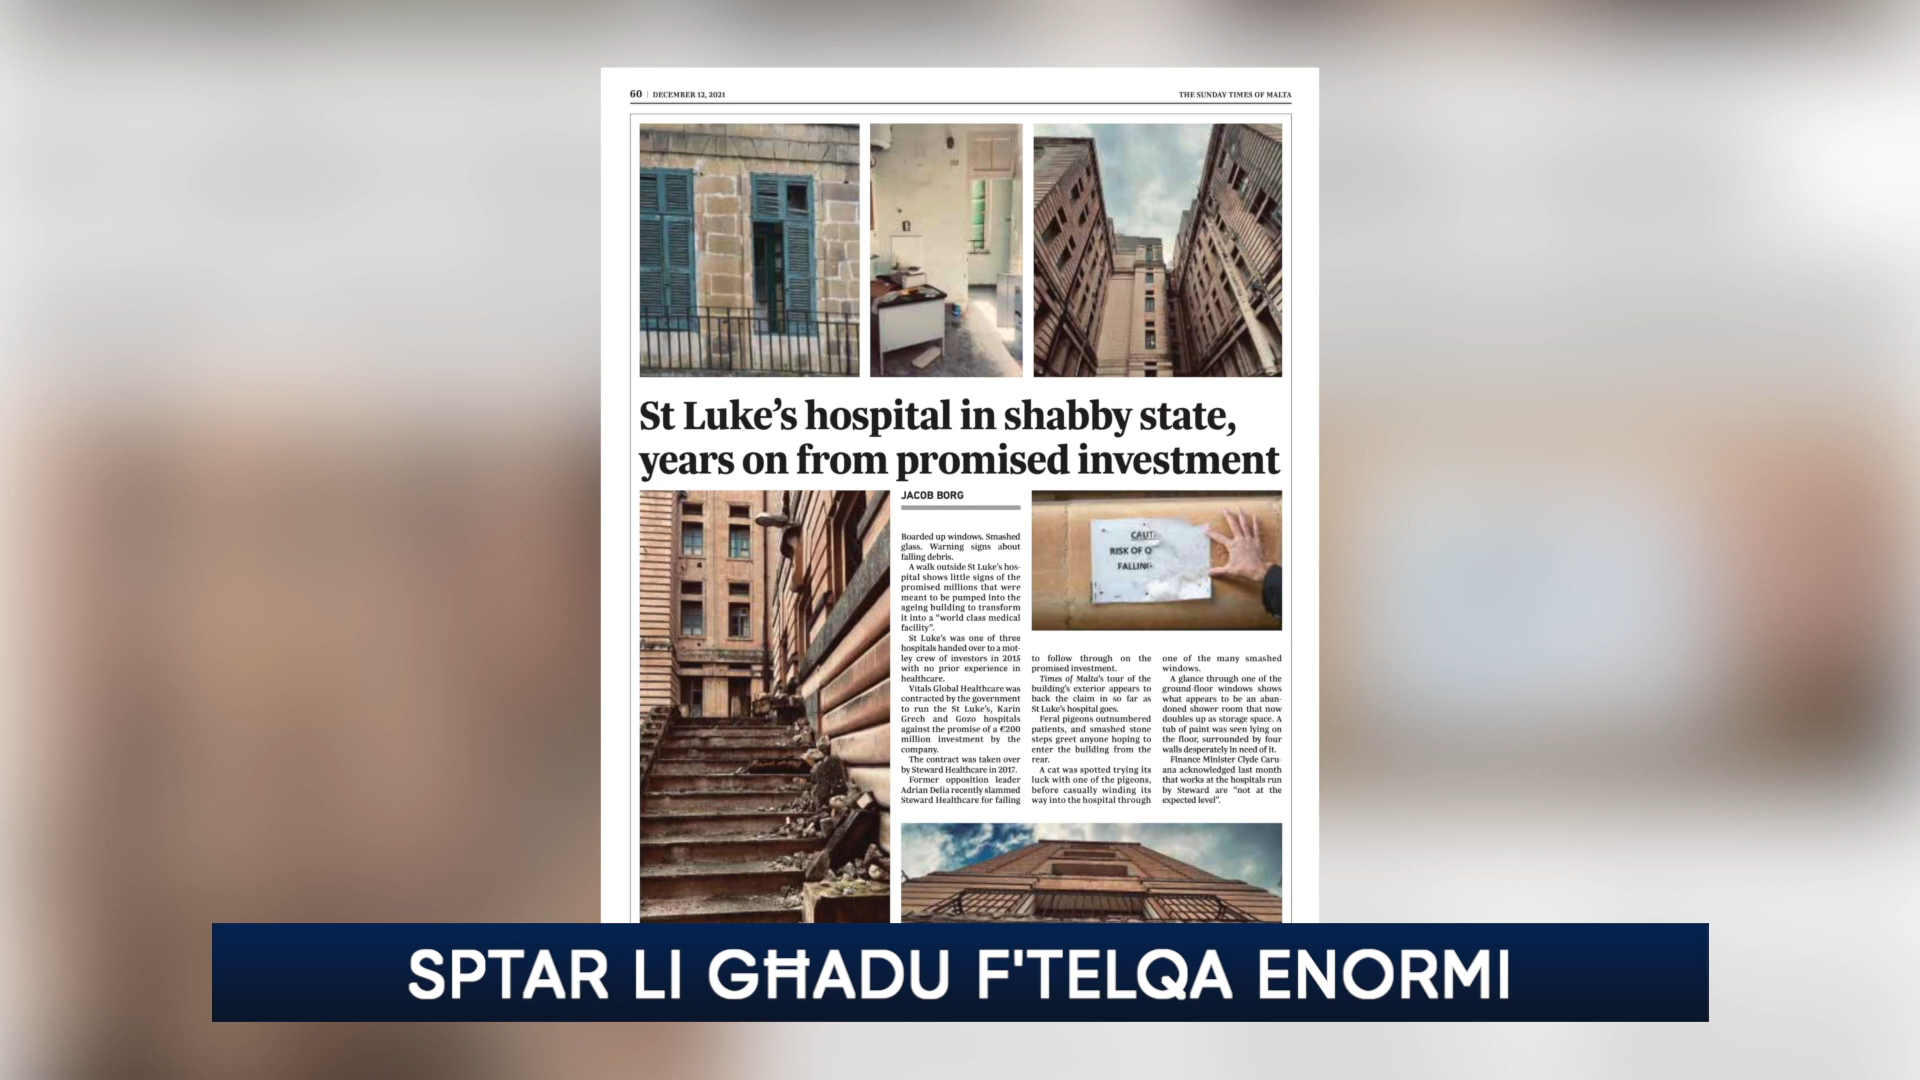 60 | DECEMBER 12, 2021
THE SUNDAY TIMES OF MALTA
St Luke's hospital in shabby state,
years on from promised investment
JACOB BORG
Boarded up windows. Smashed
glass. Warning signs about
falling debris.
A walk outside St Luke's hos-
pital shows little signs of the
promised millions that were
meant to be pumped into the
ageing building to transform
it into a "world class medical
facility".
St Luke's was one of three
hospitals handed over to a mot-
ley crew of investors in 2015
with no prior experience in
healthcare.
Vitals Global Healthcare was
contracted by the government
to run the St Luke's, Karin
Grech and Gozo hospitals
against the promise of a €200
million investment by the
company.
The contract was taken over
by Steward Healthcare in 2017.
Former opposition leader
Adrian Delia recently slammed
Steward Healthcare for failing
CAUT
RISK OF O
FALLING
to follow through on the
promised investment.
Times of Malta's tour of the
building's exterior appears to
back the claim in so far as
St Luke's hospital goes.
Feral pigeons outnumbered
patients, and smashed stone
steps greet anyone hoping to
enter the building from the
rear.
A cat was spotted trying its
luck with one of the pigeons,
before casually winding its
way into the hospital through
one of the many smashed
windows.
A glance through one of the
ground-floor windows shows
what appears to be an aban-
doned shower room that now
doubles up as storage space. A
tub of paint was seen lying on
the floor, surrounded by four
walls desperately in need of it.
Finance Minister Clyde Caru-
ana acknowledged last month
that works at the hospitals run
by Steward are "not at the
expected level".
SPTAR LI GĦADU F'TELQA ENORMI